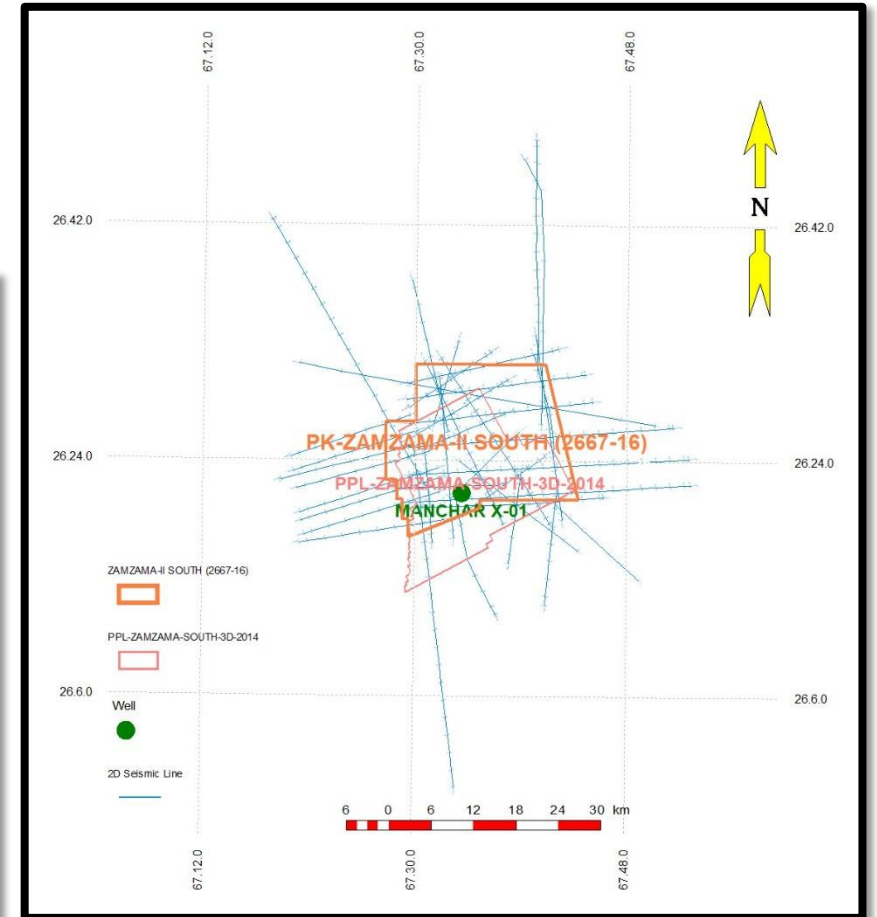 67.12.0
67.30.0
67.48.0
N
26.42.0
26.42.0
PK-ZAMZAMA-II SOUTH (2667-16)
26.24.0
26.24.0
PPL-ZAMZAMA-SOUTH-3D-2014
MANCHAR X-01
ZAMZAMA-II SOUTH (2667-16)
PPL-ZAMZAMA-SOUTH-3D-2014
26.6.0
26.6.0
Well
2D Seismic Line
6 0 6 12 18 24 30 km
67.12.0
67.30.0
67.48.0